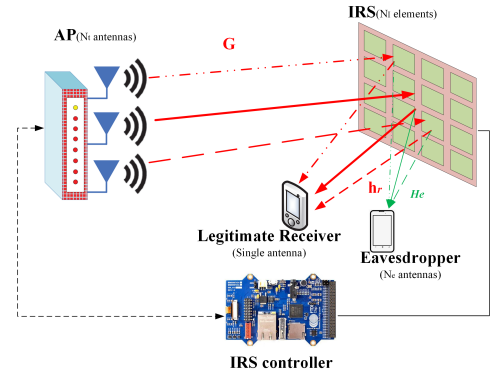 AP(Nt antennas)
IRS(NI elements)
G
hr
He
Legitimate Receiver
(Single antenna)
Eavesdropper
(Ne antennas)
IRS controller